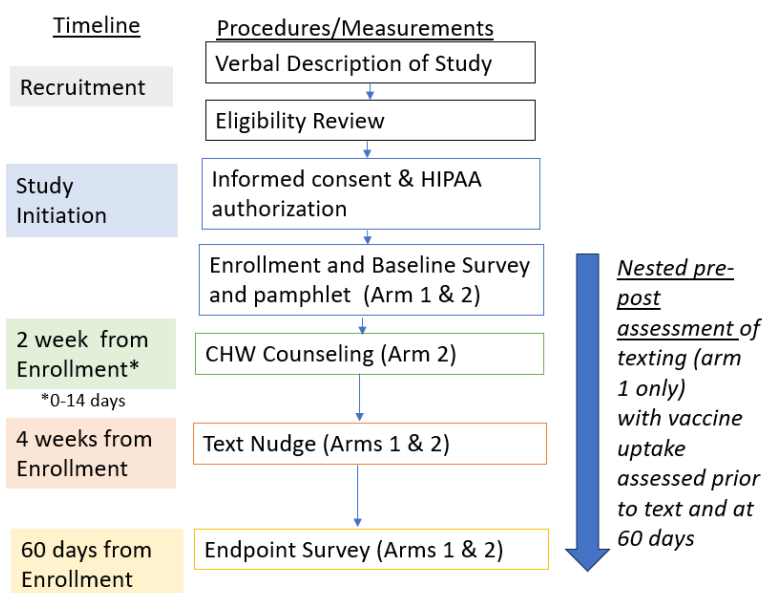 Timeline
Procedures/Measurements
Recruitment
Verbal Description of Study
Eligibility Review
Study
Initiation
Informed consent & HIPAA
authorization
Enrollment and Baseline Survey
and pamphlet (Arm 1 & 2)
2 week from
Enrollment*
*0-14 days
CHW Counseling (Arm 2)
4 weeks from
Enrollment
Text Nudge (Arms 1 & 2)
60 days from
Enrollment
Endpoint Survey (Arms 1 & 2)
Nested pre-
post
assessment of
texting (arm
1 only)
with vaccine
uptake
assessed prior
to text and at
60 days